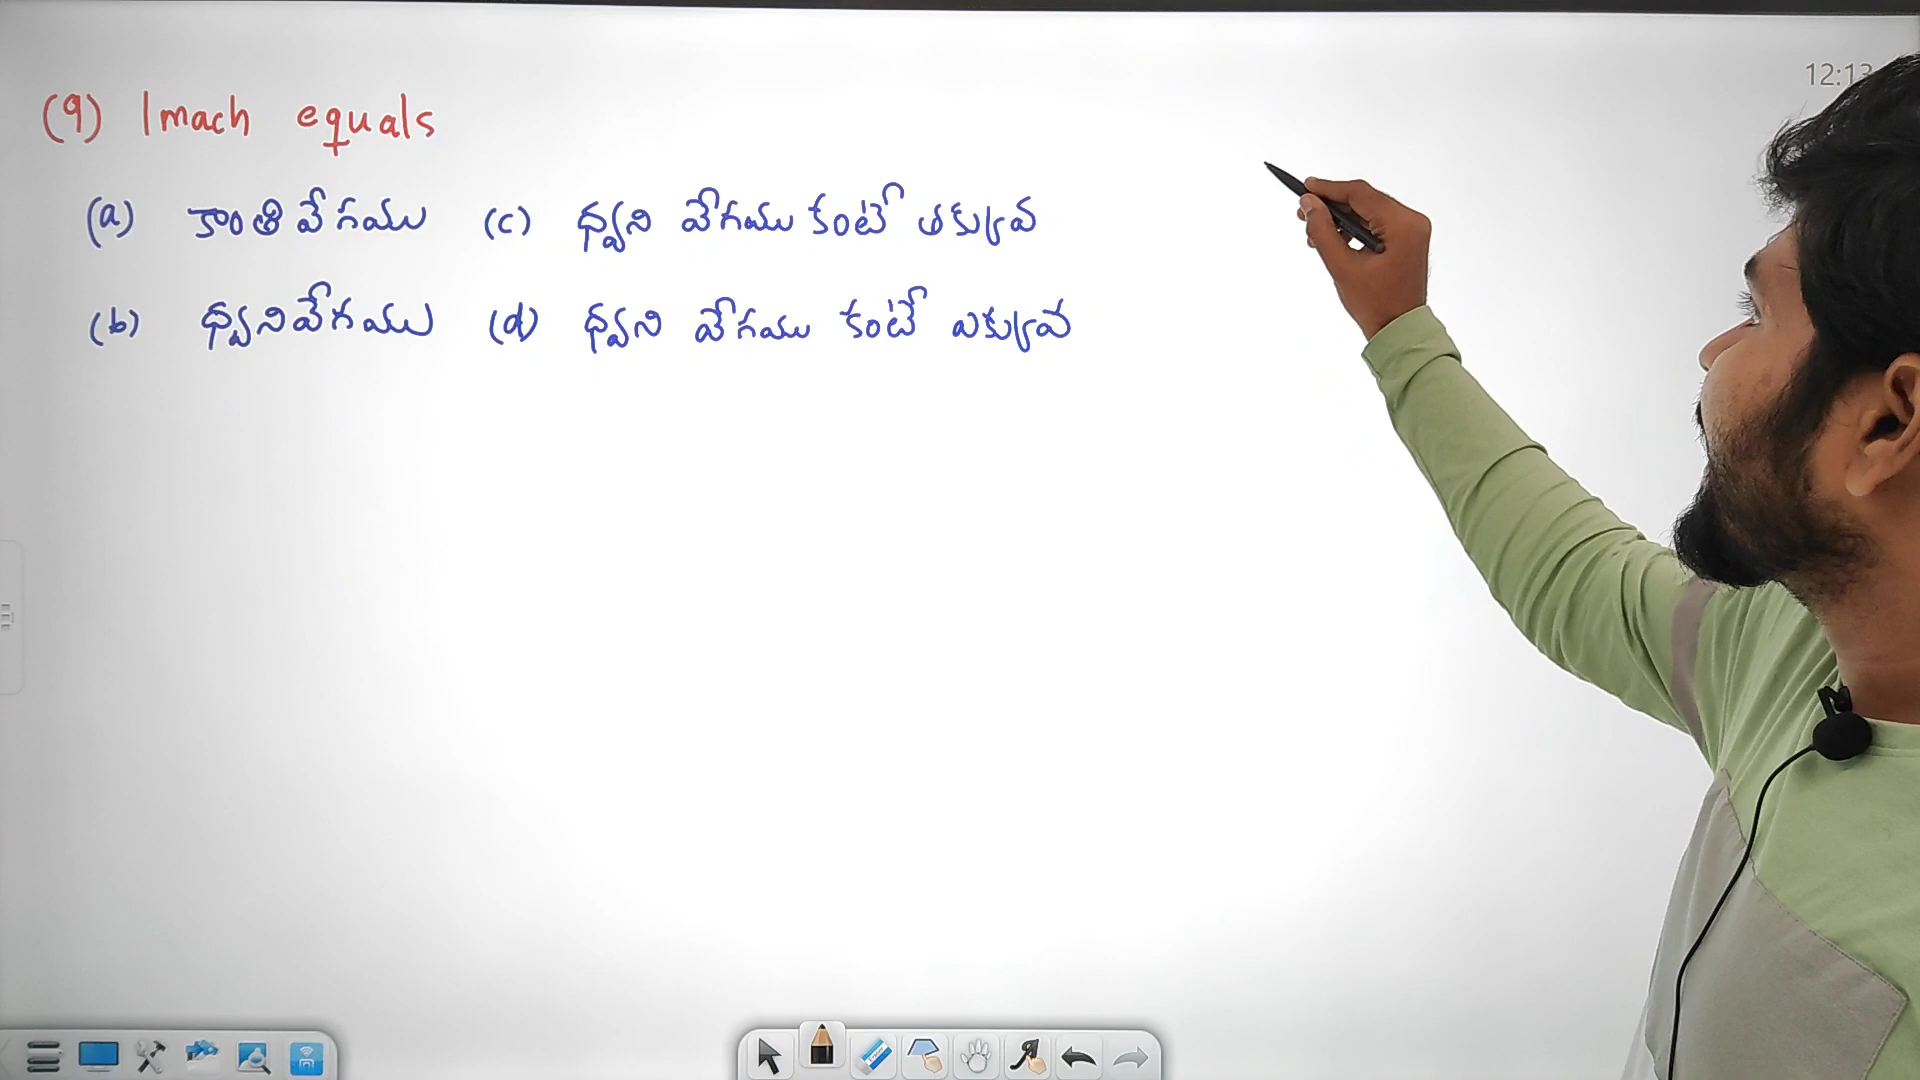 12:13
(9) 1mach equals
(a) కాంతి వేగము (c) ధ్వని వేగము కంటే తక్కువ
(b) ధ్వనివేగము (d) ధ్వని వేగము కంటే ఎక్కువ